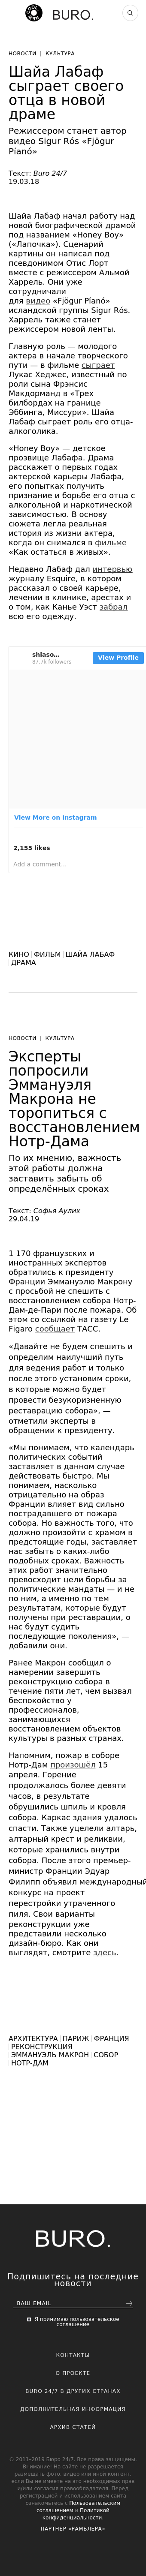 BURO.
НОВОСТИ | КУЛЬТУРА
Шайа Лабаф
сыграет своего
отца в новой
драме
Режиссером станет автор
видео Sigur Rós «Fjögur
Píanó»
Текст: Buro 24/7
19.03.18
Шайа Лабаф начал работу над
новой биографической драмой
под названием «Honey Boy»
(«Лапочка»). Сценарий
картины он написал под
псевдонимом Отис Лорт
вместе с режиссером Альмой
Харрель. Они уже
сотрудничали
для видео «Fjögur Píanó»
исландской группы Sigur Rós.
Харрель также станет
режиссером новой ленты.
Главную роль — молодого
актера в начале творческого
пути — в фильме сыграет
Лукас Хеджес, известный по
роли сына Фрэнсис
Макдорманд в «Трех
билбордах на границе
Эббинга, Миссури». Шайа
Лабаф сыграет роль его отца-
алкоголика.
«Honey Boy» — детское
прозвище Лабафа. Драма
расскажет о первых годах
актерской карьеры Лабафа,
его попытках получить
признании и борьбе его отца с
алкогольной и наркотической
зависимостью. В основу
сюжета легла реальная
история из жизни актера,
когда он снимался в фильме
«Как остаться в живых».
Недавно Лабаф дал интервью
журналу Esquire, в котором
рассказал о своей карьере,
лечении в клинике, арестах и
о том, как Канье Уэст забрал
всю его одежду.
shiaso...
87.7k followers
View Profile
View More on Instagram
2,155 likes
Add a comment...
КИНО | ФИЛЬМ | ШАЙА ЛАБАФ
| ДРАМА
НОВОСТИ | КУЛЬТУРА
Эксперты
попросили
Эммануэля
Макрона не
торопиться с
восстановлением
Нотр-Дама
По их мнению, важность
этой работы должна
заставить забыть об
определённых сроках
Текст: Софья Аулих
29.04.19
1 170 французских и
иностранных экспертов
обратились к президенту
Франции Эммануэлю Макрону
с просьбой не спешить с
восстановлением собора Нотр-
Дам-де-Пари после пожара. Об
этом со ссылкой на газету Le
Figaro сообщает ТАСС.
«Давайте не будем спешить и
определим наилучший путь
для ведения работ и только
после этого установим сроки,
в которые можно будет
провести безукоризненную
реставрацию собора», —
отметили эксперты в
обращении к президенту.
«Мы понимаем, что календарь
политических событий
заставляет в данном случае
действовать быстро. Мы
понимаем, насколько
отрицательно на образ
Франции влияет вид сильно
пострадавшего от пожара
собора. Но важность того, что
должно произойти с храмом в
предстоящие годы, заставляет
нас забыть о каких-либо
подобных сроках. Важность
этих работ значительно
превосходит цели борьбы за
политические мандаты — и не
по ним, а именно по тем
результатам, которые будут
получены при реставрации, о
нас будут судить
последующие поколения», —
добавили они.
Ранее Макрон сообщил о
намерении завершить
реконструкцию собора в
течение пяти лет, чем вызвал
беспокойство у
профессионалов,
занимающихся
восстановлением объектов
культуры в разных странах.
Напомним, пожар в соборе
Нотр-Дам произошёл 15
апреля. Горение
продолжалось более девяти
часов, в результате
обрушились шпиль и кровля
собора. Каркас здания удалось
спасти. Также уцелели алтарь,
алтарный крест и реликвии,
которые хранились внутри
собора. После этого премьер-
министр Франции Эдуар
Филипп объявил международный
конкурс на проект
перестройки утраченного
пиля. Свои варианты
реконструкции уже
представили несколько
дизайн-бюро. Как они
выглядят, смотрите здесь.
АРХИТЕКТУРА | ПАРИЖ | ФРАНЦИЯ
| РЕКОНСТРУКЦИЯ
| ЭММАНУЭЛЬ МАКРОН | СОБОР
| НОТР-ДАМ
BURO.
Подпишитесь на последние
новости
ВАШ EMAIL
Я принимаю пользовательское
соглашение
КОНТАКТЫ
О ПРОЕКТЕ
BURO 24/7 В ДРУГИХ СТРАНАХ
ДОПОЛНИТЕЛЬНАЯ ИНФОРМАЦИЯ
АРХИВ СТАТЕЙ
© 2011–2019 Бюро 24/7. Все права защищены.
Внимание! На сайте не разрешается
размещать фото, видео или иной контент,
если Вы не имеете на это необходимых прав
и/или согласия правообладателя. Перед
регистрацией и использованием сайта
ознакомьтесь с Пользовательским
соглашением и Политикой
конфиденциальности.
ПАРТНЕР «РАМБЛЕРА»